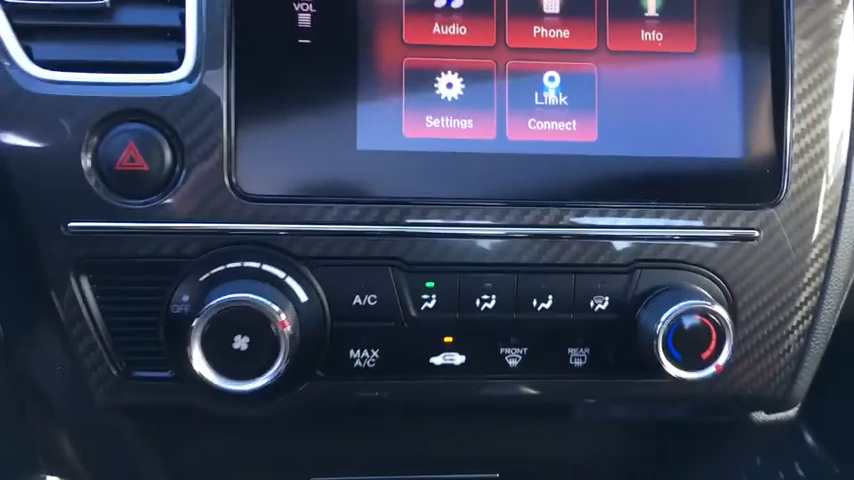 VOL
Audio
Phone
Info
Settings
Link
Connect
OFF
A/C
MAX
A/C
FRONT
REAR